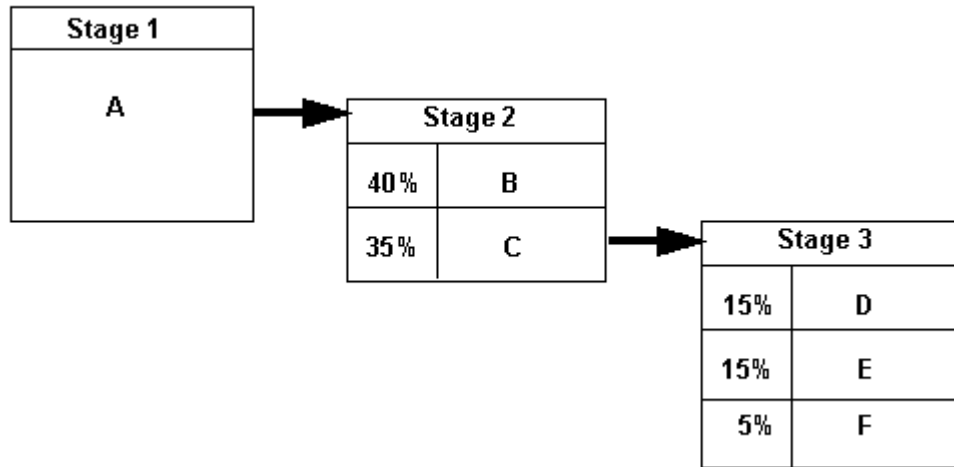 Stage 1
A
Stage 2
40% B
35% C
Stage 3
15% D
15% E
5% F